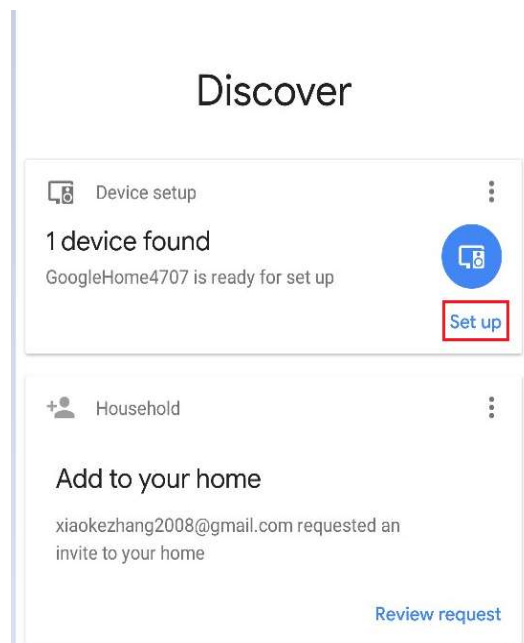 Discover
Device setup
1 device found
GoogleHome4707 is ready for set up
Set up
Household
Add to your home
xiaokezhang2008@gmail.com requested an
invite to your home
Review request